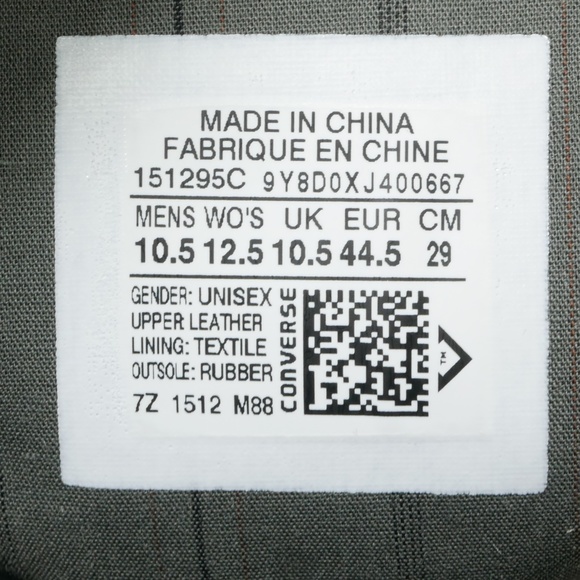 MADE IN CHINA
FABRIQUE EN CHINE
151295C 9Y8D0XJ400667
MENS WO'S UK EUR CM
10.5 12.5 10.5 44.5 29
GENDER: UNISEX
UPPER LEATHER
LINING: TEXTILE
OUTSOLE: RUBBER
7Z 1512 M88
CONVERSE
TM